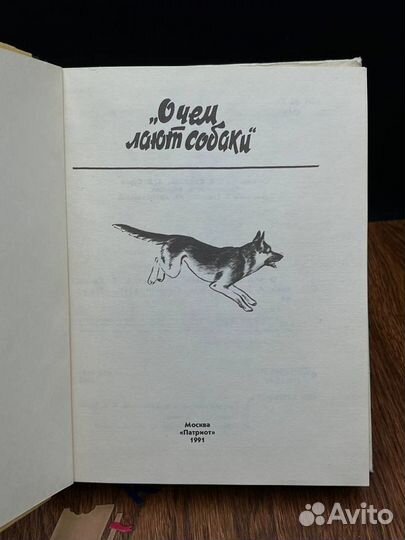 „О чем
лают собаки“
Москва
«Патриот»
1991
Avito